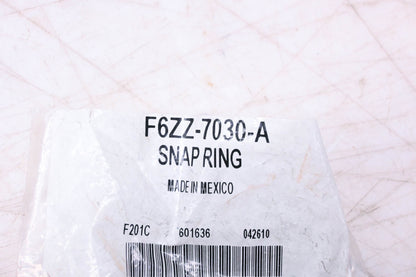 F6ZZ-7030-A
SNAP RING
MADE IN MEXICO
F201C 601636 042610